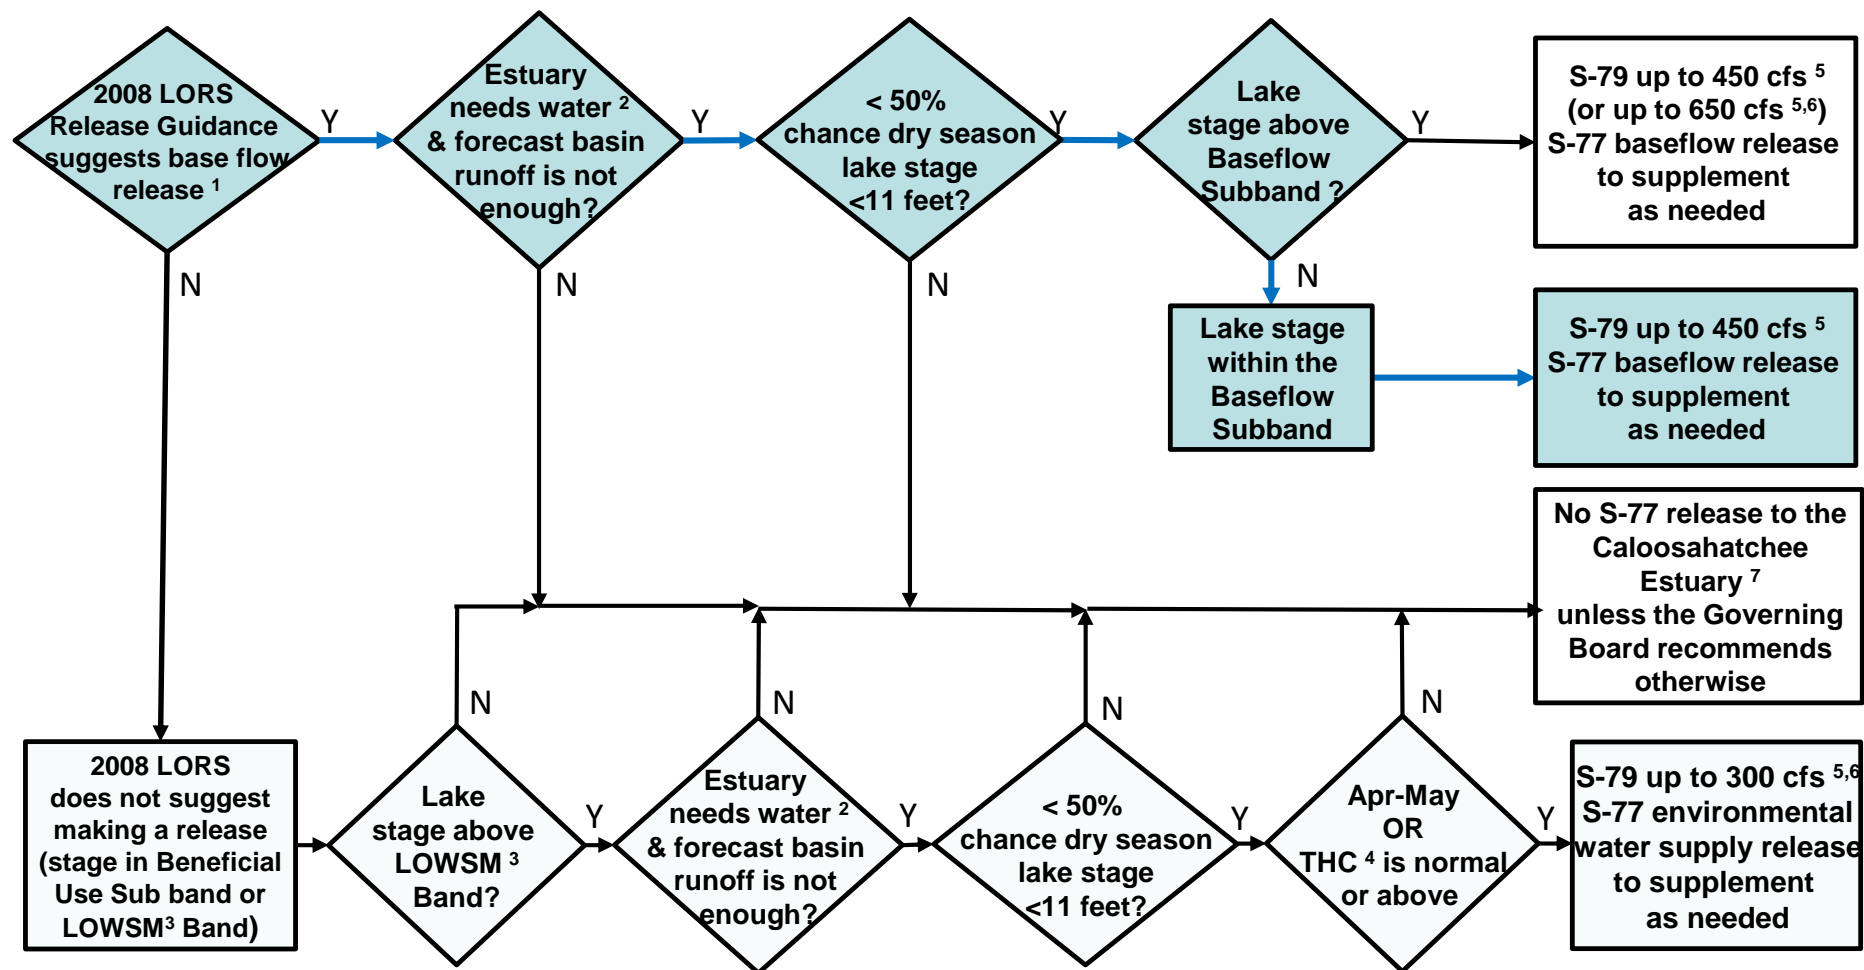 2008 LORS
Release Guidance
suggests base flow
release 1
Y
N
Estuary
needs water 2
& forecast basin
runoff is not
enough?
Y
N
< 50%
chance dry season
lake stage
<11 feet?
Y
N
Lake
stage above
Baseflow
Subband ?
Y
N
S-79 up to 450 cfs 5
(or up to 650 cfs 5,6)
S-77 baseflow release
to supplement
as needed
Lake stage
within the
Baseflow
Subband
S-79 up to 450 cfs 5
S-77 baseflow release
to supplement
as needed
No S-77 release to the
Caloosahatchee
Estuary 7
unless the Governing
Board recommends
otherwise
2008 LORS
does not suggest
making a release
(stage in Beneficial
Use Sub band or
LOWSM3 Band)
Lake
stage above
LOWSM 3
Band?
N
Y
Estuary
needs water 2
& forecast basin
runoff is not
enough?
N
Y
< 50%
chance dry season
lake stage
<11 feet?
N
Y
Apr-May
OR
THC 4 is normal
or above
N
Y
S-79 up to 300 cfs 5,6
S-77 environmental
water supply release
to supplement
as needed